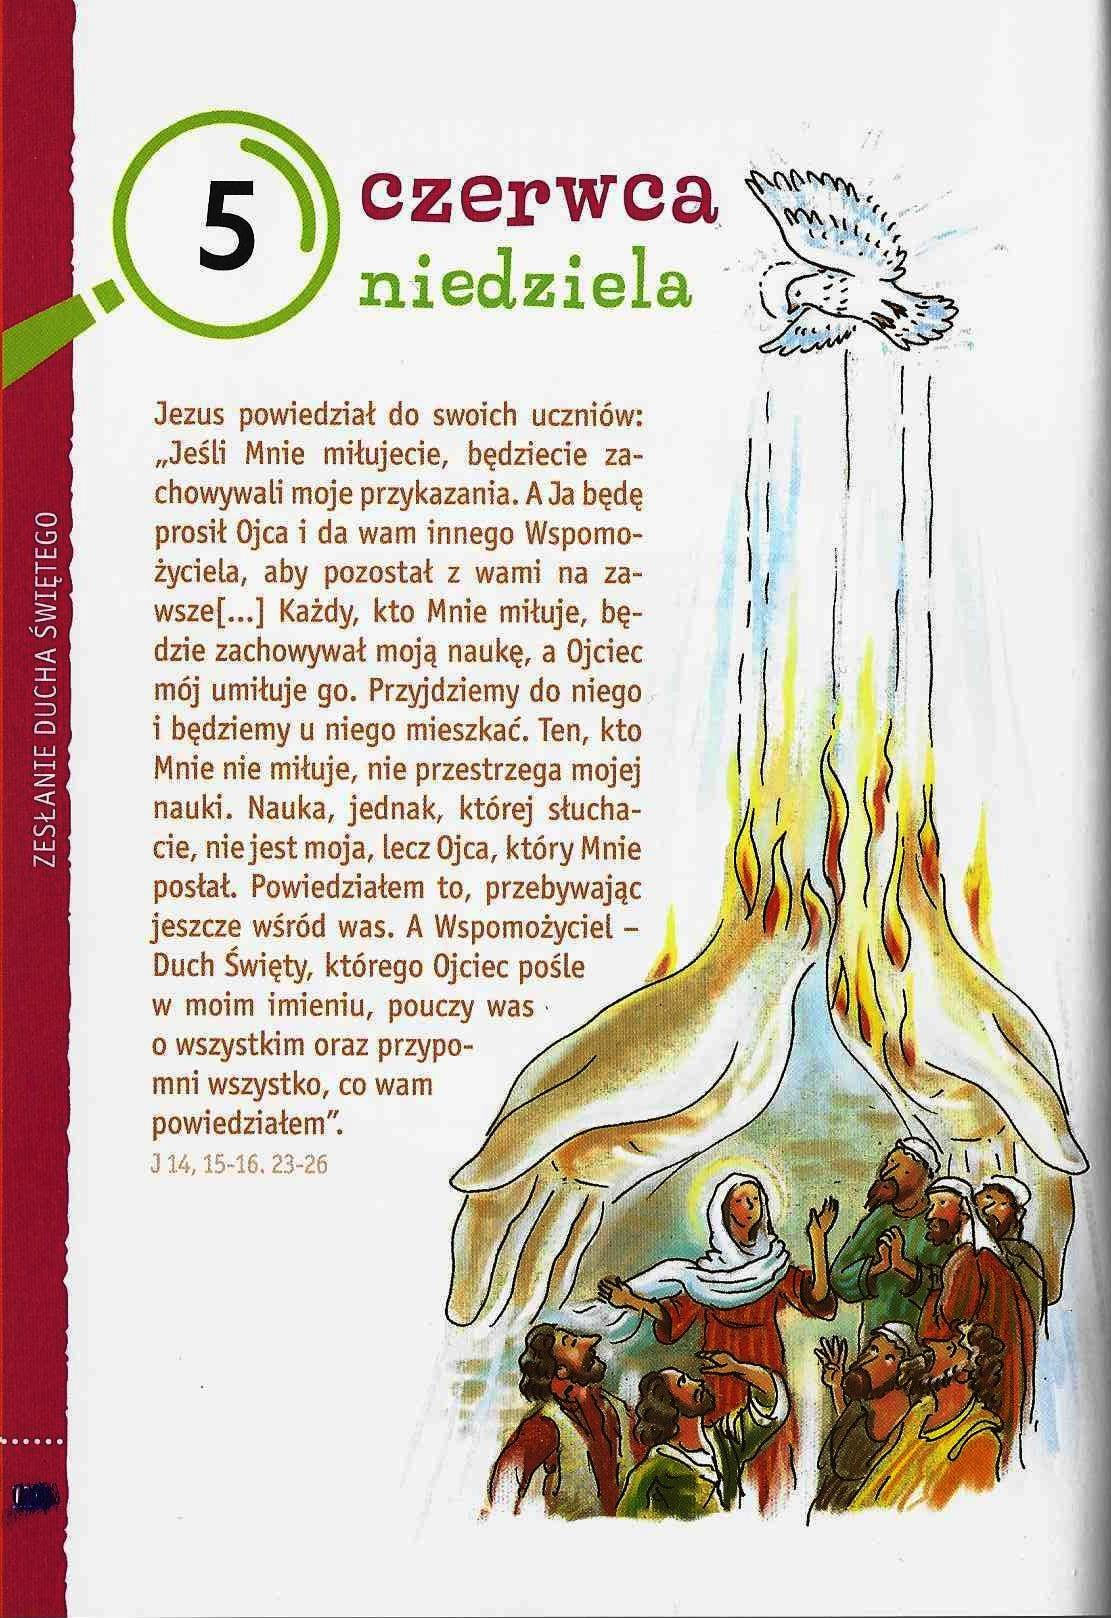 5
czerwca
niedziela
Jezus powiedział do swoich uczniów:
„Jeśli Mnie miłujecie, będziecie za-
chowywali moje przykazania. A Ja będę
prosił Ojca i da wam innego Wspomo-
życiela, aby pozostał z wami na za-
wsze[...] Każdy, kto Mnie miłuje, bę-
dzie zachowywał moją naukę, a Ojciec
mój umiłuje go. Przyjdziemy do niego
i będziemy u niego mieszkać. Ten, kto
Mnie nie miłuje, nie przestrzega mojej
nauki. Nauka, jednak, której słucha-
cie, nie jest moja, lecz Ojca, który Mnie
posłał. Powiedziałem to, przebywając
jeszcze wśród was. A Wspomożyciel –
Duch Święty, którego Ojciec pośle
w moim imieniu, pouczy was
o wszystkim oraz przypo-
mni wszystko, co wam
powiedziałem”.
J 14, 15-16. 23-26
ZESŁANIE DUCHA ŚWIĘTEGO